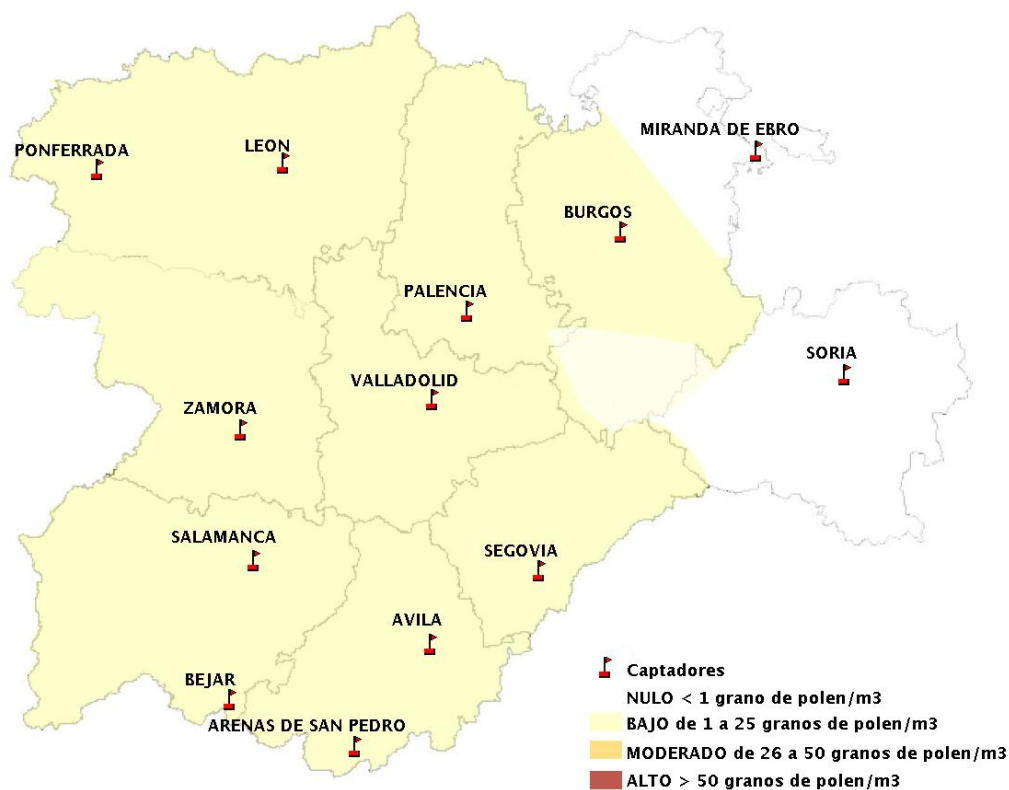 MIRANDA DE EBRO
PONFERRADA
LEON
BURGOS
PALENCIA
SORIA
VALLADOLID
ZAMORA
SALAMANCA
SEGOVIA
AVILA
BEJAR
ARENAS DE SAN PEDRO
Captadores
NULO < 1 grano de polen/m3
BAJO de 1 a 25 granos de polen/m3
MODERADO de 26 a 50 granos de polen/m3
ALTO > 50 granos de polen/m3